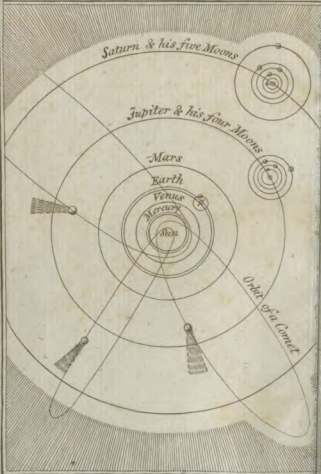 Saturn & his five Moons
Jupiter & his four Moons
Mars
Earth
Venus
Mercury
Sun
Orbit of a Comet